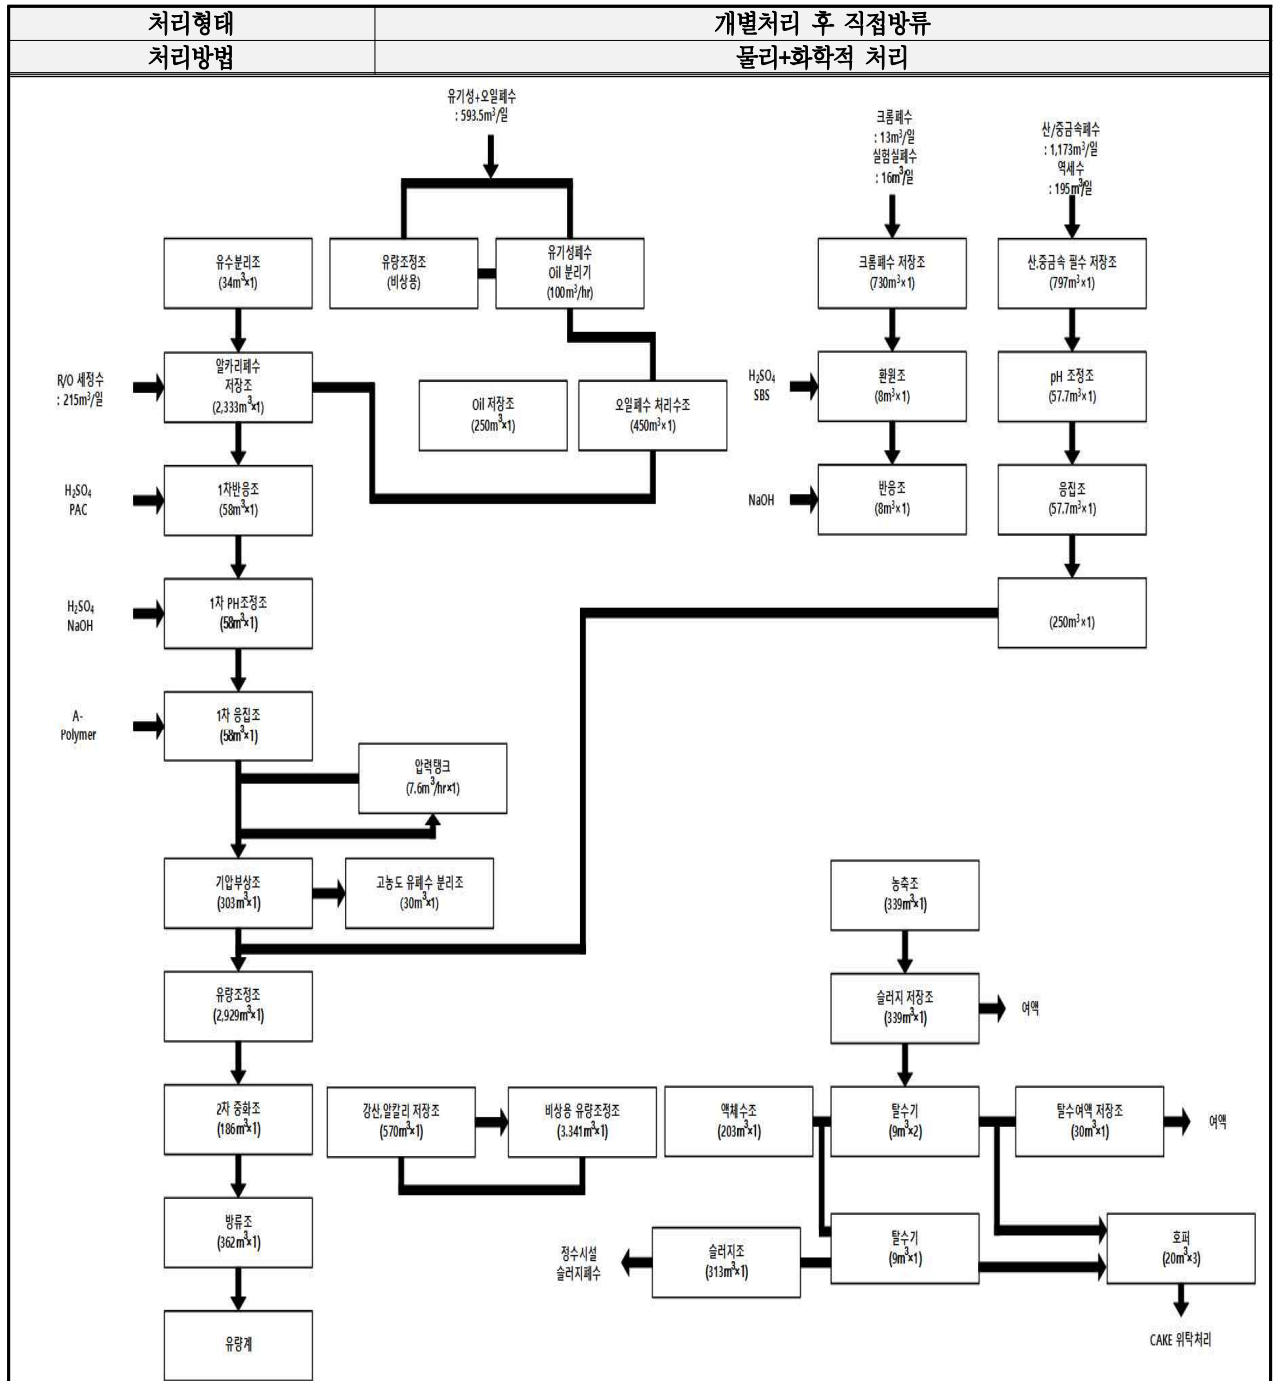 처리형태
개별처리 후 직접방류
처리방법
물리+화학적 처리
유기성+오일폐수
: 593.5m³/일
크롬폐수
: 13m³/일
실험실폐수
: 16m³/일
산/중금속폐수
: 1,173m³/일
역세수
: 195m³/일
유수분리조
(34m³×1)
유량조정조
(비상용)
유기성폐수
Oil 분리기
(100m³/hr)
크롬폐수 저장조
(730m³×1)
산.중금속 필수 저장조
(797m³×1)
R/O 세정수
: 215m³/일
알카리폐수
저장조
(2,333m³×1)
Oil 저장조
(250m³×1)
오일폐수 처리수조
(450m³×1)
H₂SO₄
SBS
환원조
(8m³×1)
pH 조정조
(57.7m³×1)
H₂SO₄
PAC
1차반응조
(58m³×1)
NaOH
반응조
(8m³×1)
응집조
(57.7m³×1)
H₂SO₄
NaOH
1차 PH조정조
(58m³×1)
(250m³×1)
A-
Polymer
1차 응집조
(58m³×1)
압력탱크
(7.6m³/hr×1)
기압부상조
(303m³×1)
고농도 유폐수 분리조
(30m³×1)
농축조
(339m³×1)
유량조정조
(2,929m³×1)
슬러지 저장조
(339m³×1)
여액
2차 중화조
(186m³×1)
강산,알칼리 저장조
(570m³×1)
비상용 유량조정조
(3.341m³×1)
액체수조
(203m³×1)
탈수기
(9m³×2)
탈수여액 저장조
(30m³×1)
여액
방류조
(362m³×1)
정수시설
슬러지폐수
슬러지조
(313m³×1)
탈수기
(9m³×1)
호퍼
(20m³×3)
유량계
CAKE 위탁처리